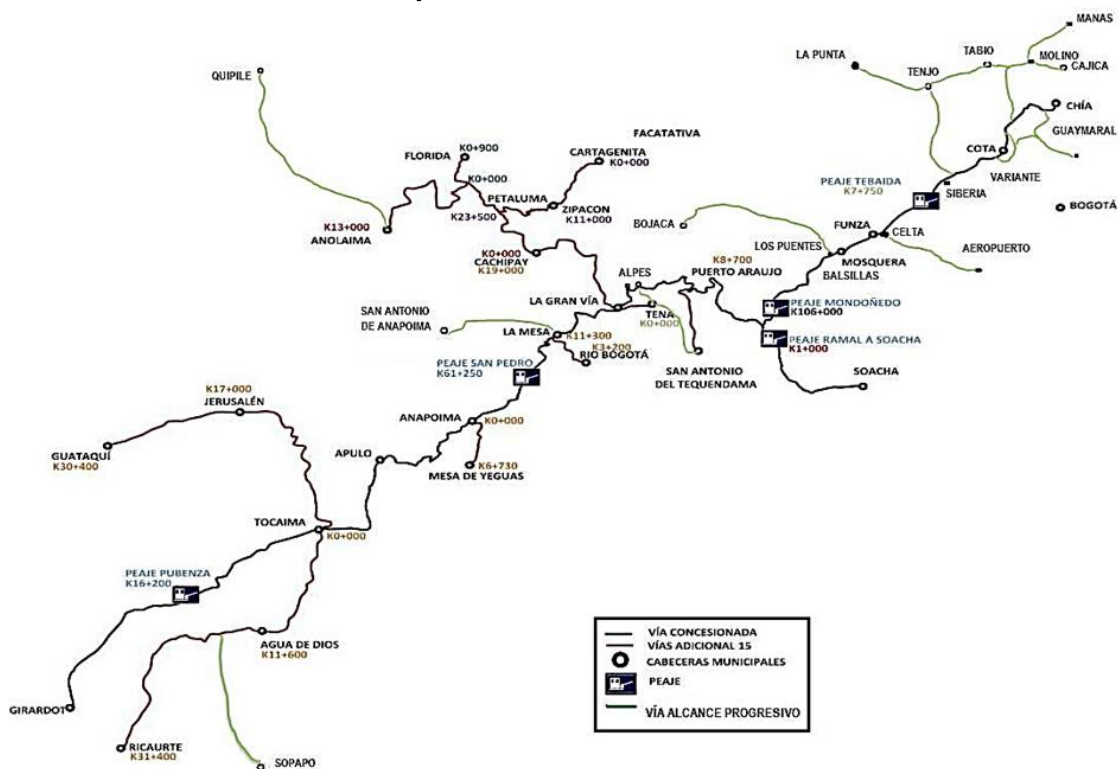 MANAS
LA PUNTA
TABIO
MOLINO
CAJICA
TENJO
QUIPILE
CHÍA
FACATATIVA
GUAYMARAL
FLORIDA
K0+900
CARTAGENITA
K0+000
COTA
K0+000
VARIANTE
PEAJE TEBAIDA
K7+750
SIBERIA
PETALUMA
ZIPACON
K11+000
BOGOTÁ
K23+500
K13+000
ANOLAIMA
BOJACA
FUNZA
CELTA
K0+000
CACHIPAY
K19+000
LOS PUENTES
MOSQUERA
AEROPUERTO
K8+700
PUERTO ARAUJO
BALSILLAS
ALPES
LA GRAN VÍA
TENA
K0+000
PEAJE MONDOÑEDO
K106+000
SAN ANTONIO
DE ANAPOIMA
LA MESA
K11+300
K3+200
RIO BOGOTÁ
PEAJE RAMAL A SOACHA
K1+000
PEAJE SAN PEDRO
K61+250
SAN ANTONIO
DEL TEQUENDAMA
SOACHA
K17+000
JERUSALÉN
ANAPOIMA
K0+000
GUATAQUÍ
K30+400
APULO
K6+730
MESA DE YEGUAS
TOCAIMA
K0+000
PEAJE PUBENZA
K16+200
AGUA DE DIOS
K11+600
GIRARDOT
RICAURTE
K31+400
SOPAPO
VÍA CONCESIONADA
VÍAS ADICIONAL 15
CABECERAS MUNICIPALES
PEAJE
VÍA ALCANCE PROGRESIVO